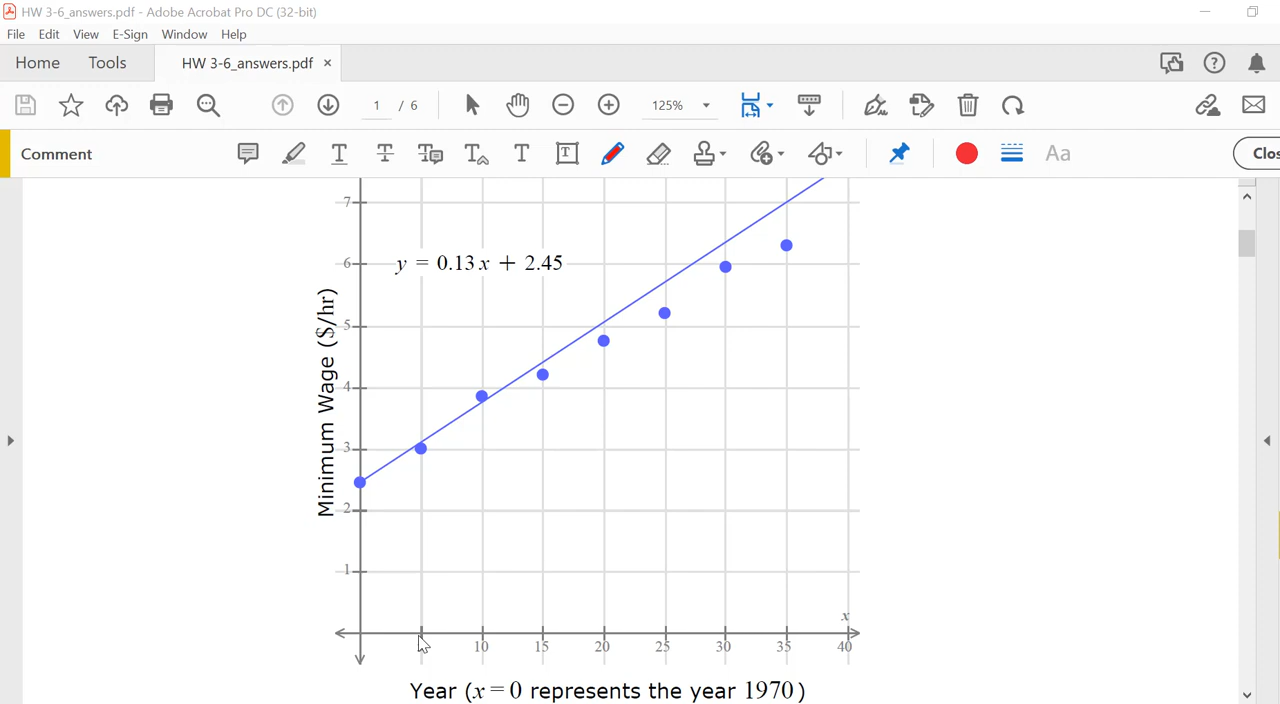 HW 3-6_answers.pdf - Adobe Acrobat Pro DC (32-bit)
File Edit View E-Sign Window Help
Home Tools HW 3-6_answers.pdf ×
1 / 6 125%
Comment Aa Clos
7
y = 0.13x + 2.45
6
5
4
3
2
1
Minimum Wage ($/hr)
x
10 15 20 25 30 35 40
Year (x = 0 represents the year 1970)